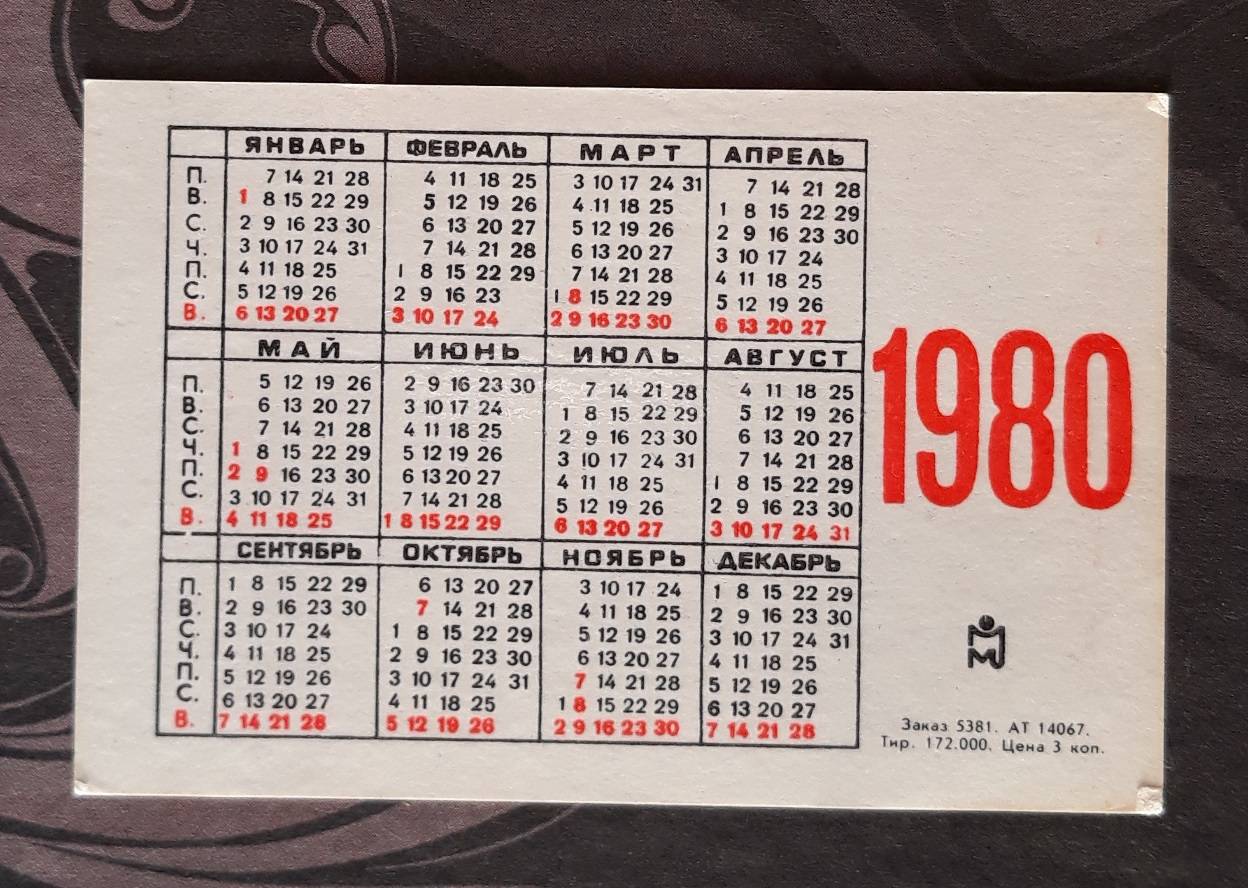 ЯНВАРЬ ФЕВРАЛЬ МАРТ АПРЕЛЬ
П. 7 14 21 28 4 11 18 25 3 10 17 24 31 7 14 21 28
В. 1 8 15 22 29 5 12 19 26 4 11 18 25 1 8 15 22 29
С. 2 9 16 23 30 6 13 20 27 5 12 19 26 2 9 16 23 30
Ч. 3 10 17 24 31 7 14 21 28 6 13 20 27 3 10 17 24
П. 4 11 18 25 1 8 15 22 29 7 14 21 28 4 11 18 25
С. 5 12 19 26 2 9 16 23 1 8 15 22 29 5 12 19 26
В. 6 13 20 27 3 10 17 24 2 9 16 23 30 6 13 20 27
МАЙ ИЮНЬ ИЮЛЬ АВГУСТ
П. 5 12 19 26 2 9 16 23 30 7 14 21 28 4 11 18 25
В. 6 13 20 27 3 10 17 24 1 8 15 22 29 5 12 19 26
С. 7 14 21 28 4 11 18 25 2 9 16 23 30 6 13 20 27
Ч. 1 8 15 22 29 5 12 19 26 3 10 17 24 31 7 14 21 28
П. 2 9 16 23 30 6 13 20 27 4 11 18 25 1 8 15 22 29
С. 3 10 17 24 31 7 14 21 28 5 12 19 26 2 9 16 23 30
В. 4 11 18 25 1 8 15 22 29 6 13 20 27 3 10 17 24 31
СЕНТЯБРЬ ОКТЯБРЬ НОЯБРЬ ДЕКАБРЬ
П. 1 8 15 22 29 6 13 20 27 3 10 17 24 1 8 15 22 29
В. 2 9 16 23 30 7 14 21 28 4 11 18 25 2 9 16 23 30
С. 3 10 17 24 1 8 15 22 29 5 12 19 26 3 10 17 24 31
Ч. 4 11 18 25 2 9 16 23 30 6 13 20 27 4 11 18 25
П. 5 12 19 26 3 10 17 24 31 7 14 21 28 5 12 19 26
С. 6 13 20 27 4 11 18 25 1 8 15 22 29 6 13 20 27
В. 7 14 21 28 5 12 19 26 2 9 16 23 30 7 14 21 28
1980
Заказ 5381. АТ 14067.
Тир. 172.000. Цена 3 коп.